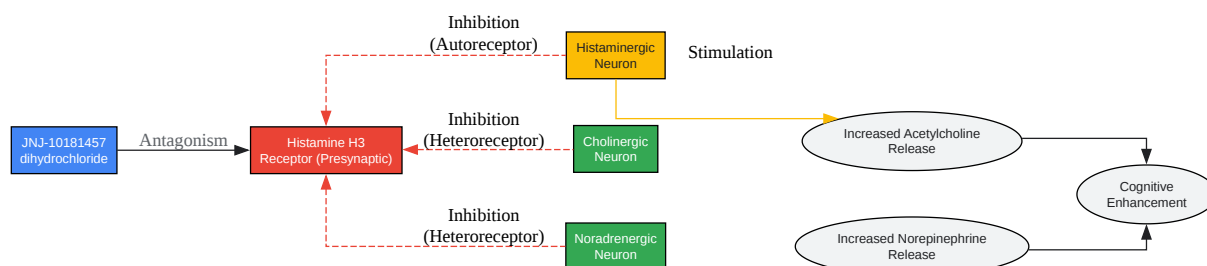 Inhibition
(Autoreceptor)
Histaminergic
Neuron
Stimulation
JNJ-10181457
dihydrochloride
Antagonism
Histamine H3
Receptor (Presynaptic)
Inhibition
(Heteroreceptor)
Cholinergic
Neuron
Increased Acetylcholine
Release
Cognitive
Enhancement
Inhibition
(Heteroreceptor)
Noradrenergic
Neuron
Increased Norepinephrine
Release